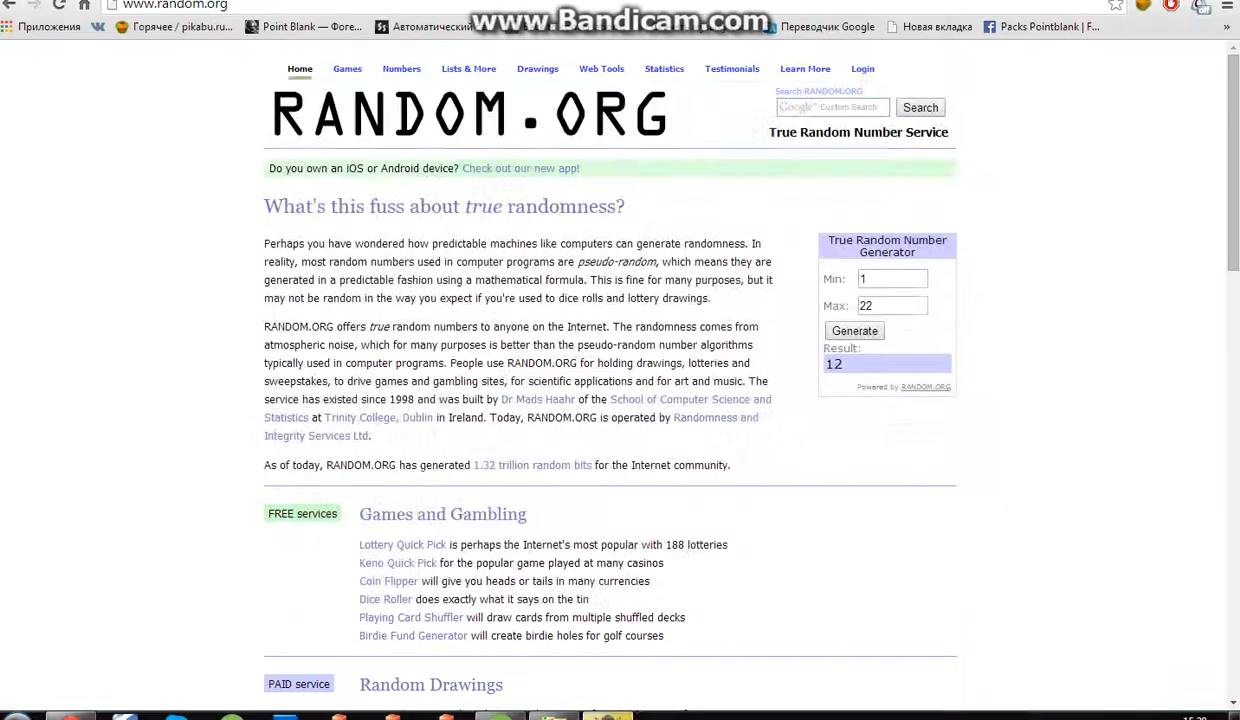 www.random.org
www.Bandicam.com
Приложения Горячее / pikabu.ru... Point Blank — Фоге... Автоматический Переводчик Google Новая вкладка Packs Pointblank | F... »
Home Games Numbers Lists & More Drawings Web Tools Statistics Testimonials Learn More Login
RANDOM.ORG
Search RANDOM.ORG
Google™ Custom Search Search
True Random Number Service
Do you own an iOS or Android device? Check out our new app!
What's this fuss about true randomness?
Perhaps you have wondered how predictable machines like computers can generate randomness. In
reality, most random numbers used in computer programs are pseudo-random, which means they are
generated in a predictable fashion using a mathematical formula. This is fine for many purposes, but it
may not be random in the way you expect if you're used to dice rolls and lottery drawings.
RANDOM.ORG offers true random numbers to anyone on the Internet. The randomness comes from
atmospheric noise, which for many purposes is better than the pseudo-random number algorithms
typically used in computer programs. People use RANDOM.ORG for holding drawings, lotteries and
sweepstakes, to drive games and gambling sites, for scientific applications and for art and music. The
service has existed since 1998 and was built by Dr Mads Haahr of the School of Computer Science and
Statistics at Trinity College, Dublin in Ireland. Today, RANDOM.ORG is operated by Randomness and
Integrity Services Ltd.
As of today, RANDOM.ORG has generated 1.32 trillion random bits for the Internet community.
True Random Number
Generator
Min: 1
Max: 22
Generate
Result:
12
Powered by RANDOM.ORG
FREE services
Games and Gambling
Lottery Quick Pick is perhaps the Internet's most popular with 188 lotteries
Keno Quick Pick for the popular game played at many casinos
Coin Flipper will give you heads or tails in many currencies
Dice Roller does exactly what it says on the tin
Playing Card Shuffler will draw cards from multiple shuffled decks
Birdie Fund Generator will create birdie holes for golf courses
PAID service
Random Drawings